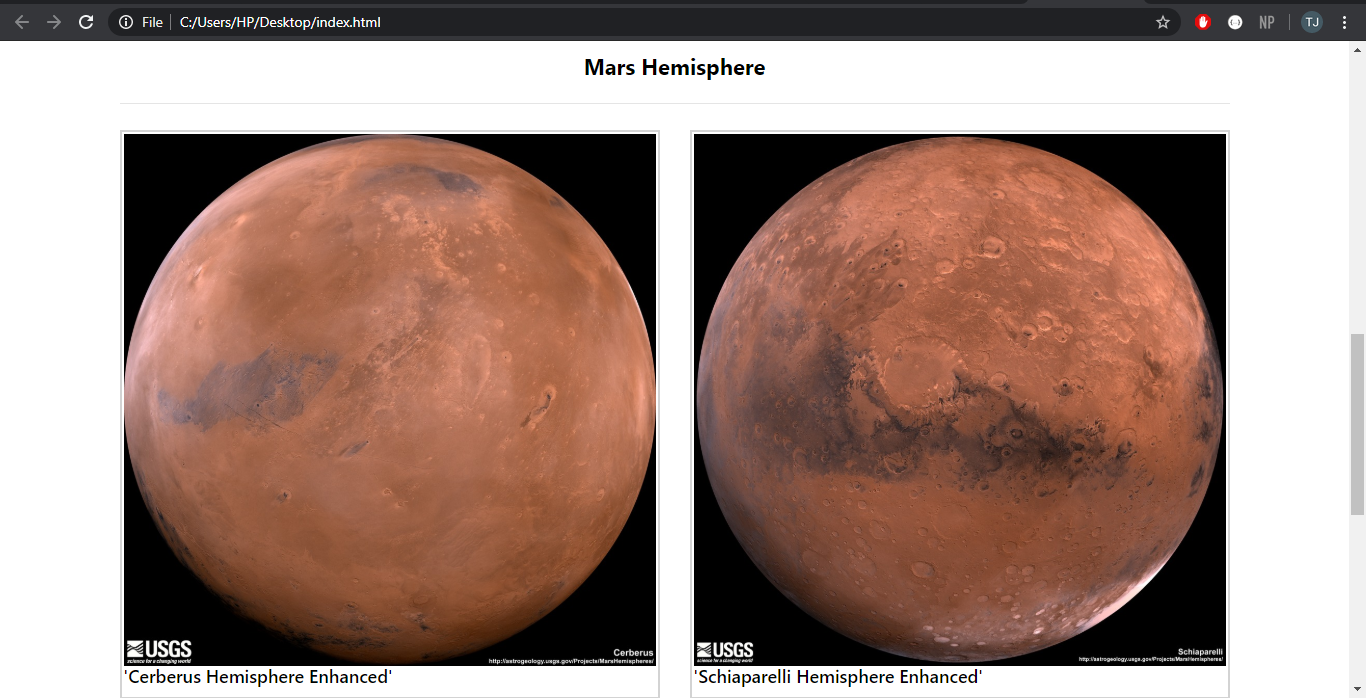 File C:/Users/HP/Desktop/index.html NP TJ
Mars Hemisphere
USGS
science for a changing world
Cerberus
http://astrogeology.usgs.gov/Projects/MarsHemispheres/
'Cerberus Hemisphere Enhanced'
USGS
science for a changing world
Schiaparelli
http://astrogeology.usgs.gov/Projects/MarsHemispheres/
'Schiaparelli Hemisphere Enhanced'